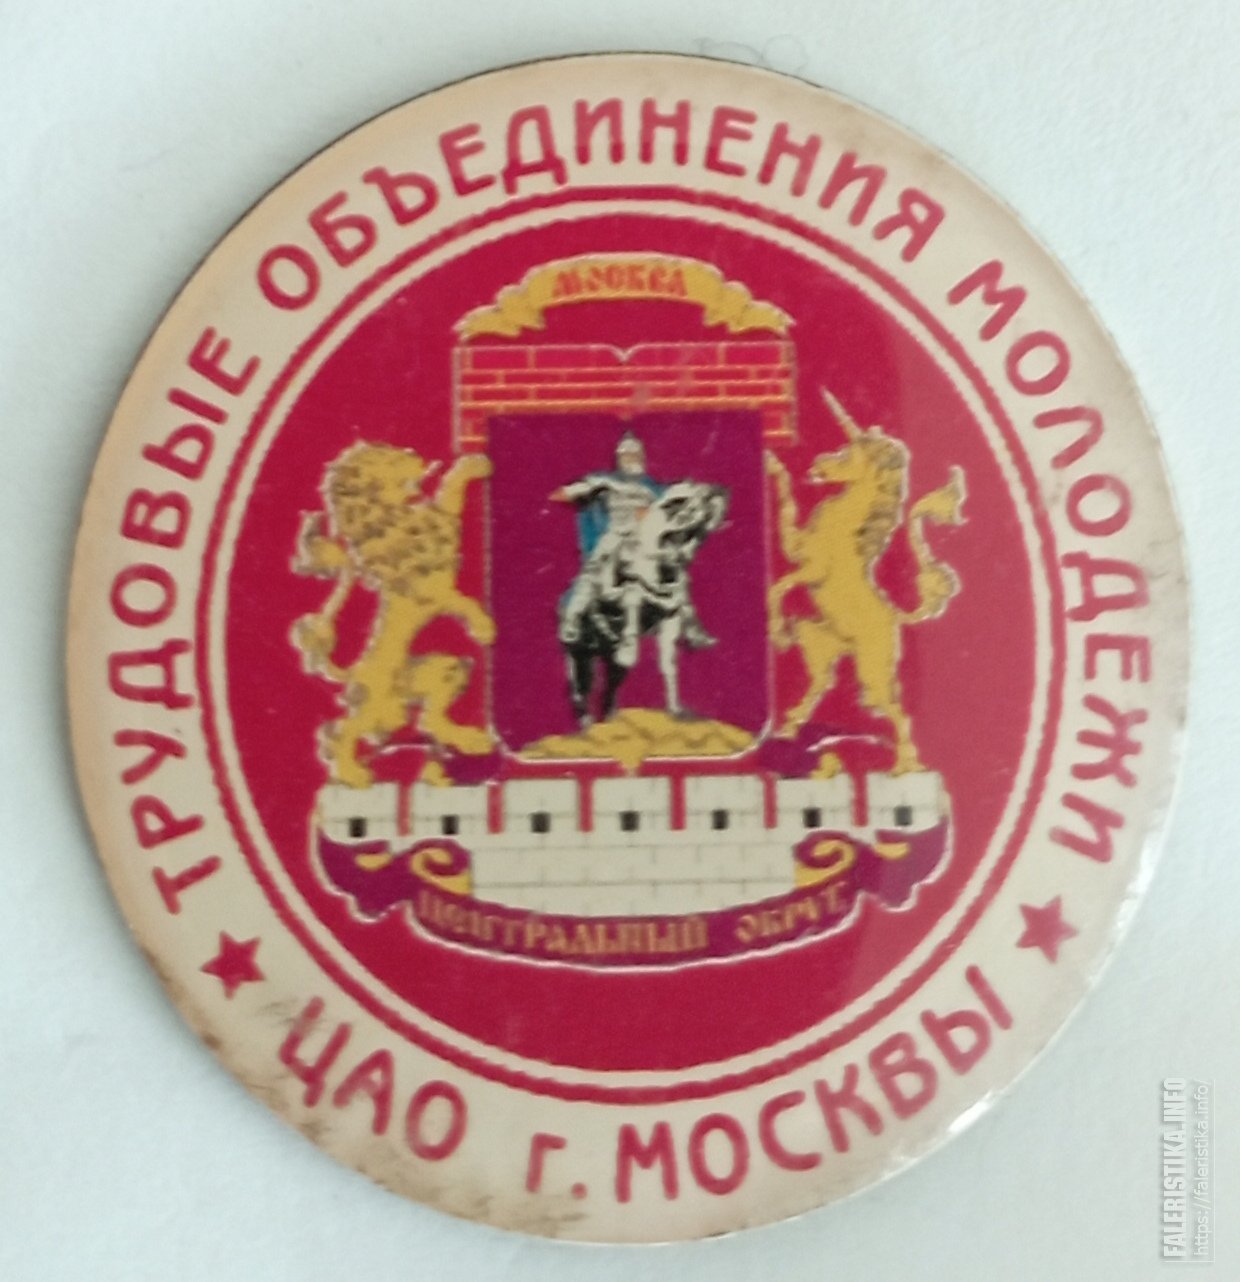 ТРУДОВЫЕ ОБЪЕДИНЕНИЯ МОЛОДЕЖИ
МОСКВА
ЦЕНТРАЛЬНЫЙ ОКРУГ
★ ЦАО г. МОСКВЫ ★
FALERISTIKA.INFO
https://faleristika.info/